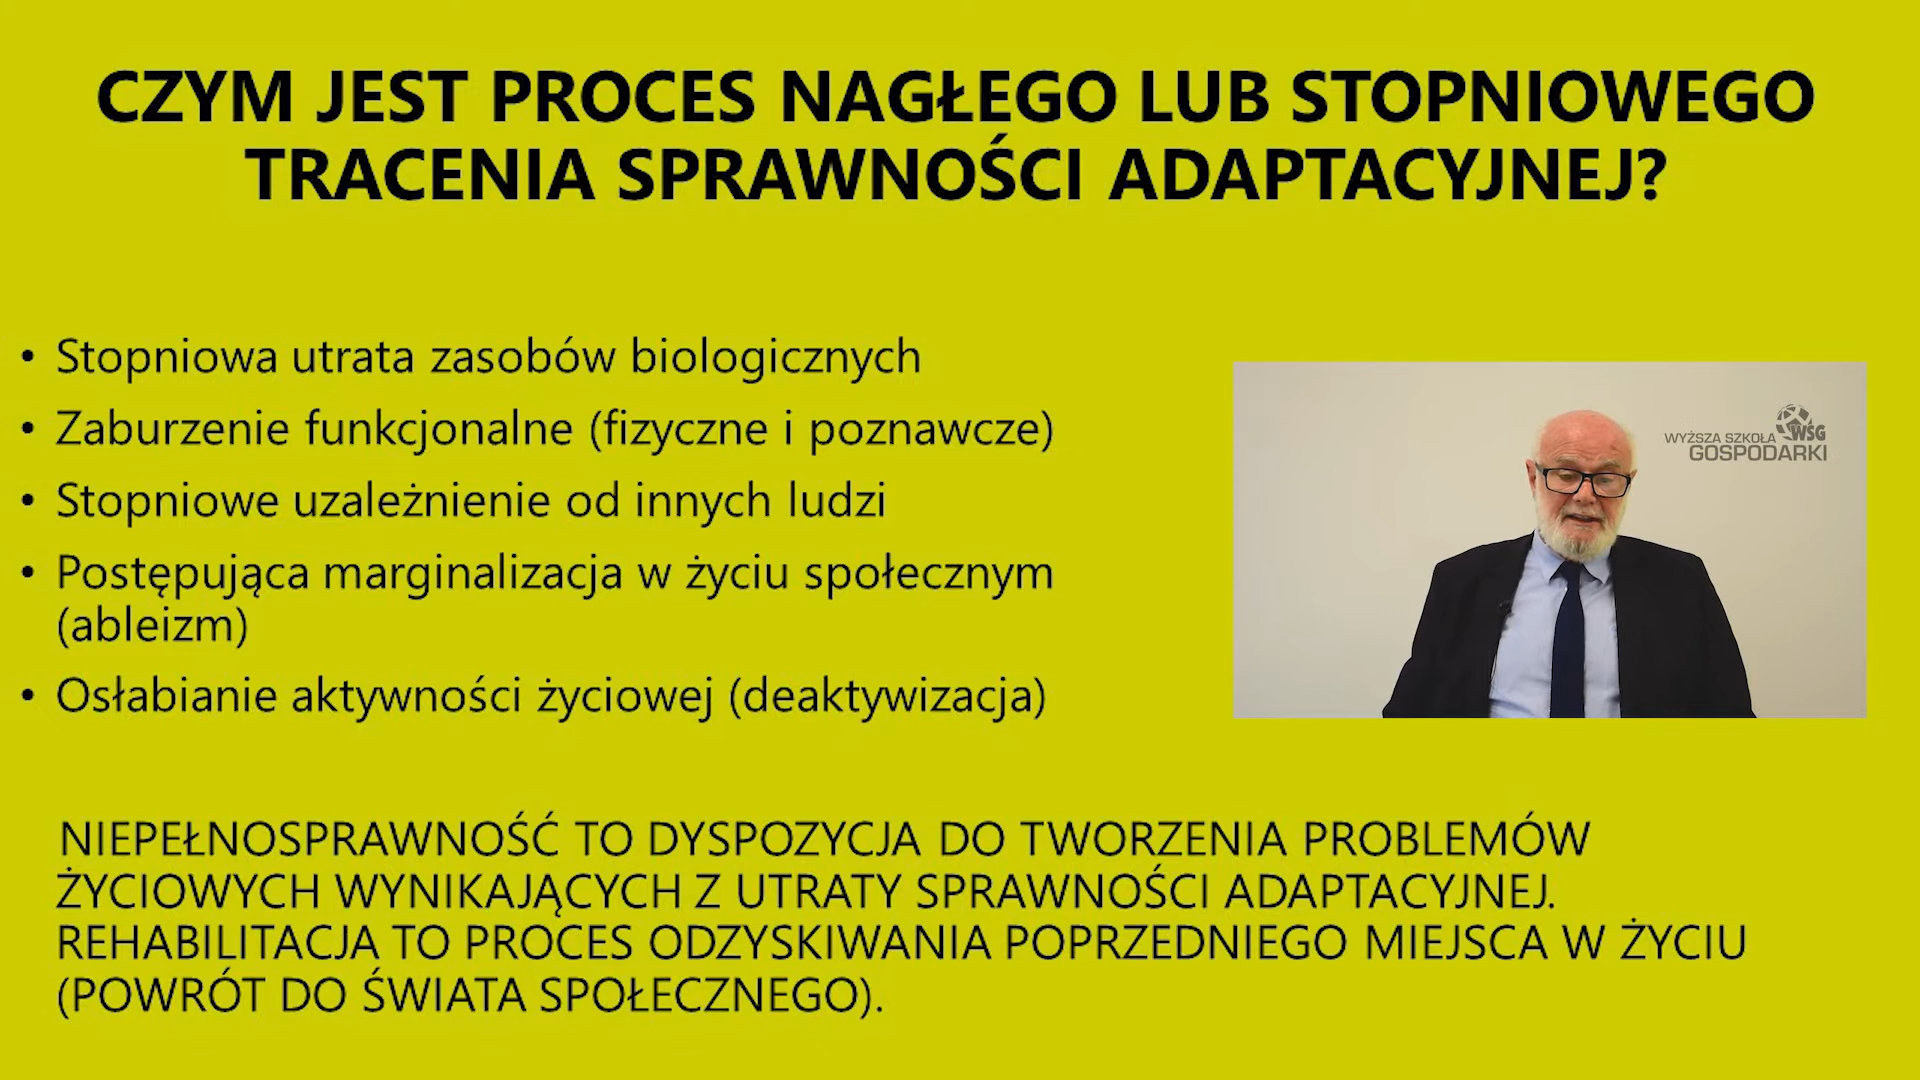 CZYM JEST PROCES NAGŁEGO LUB STOPNIOWEGO
TRACENIA SPRAWNOŚCI ADAPTACYJNEJ?
• Stopniowa utrata zasobów biologicznych
• Zaburzenie funkcjonalne (fizyczne i poznawcze)
• Stopniowe uzależnienie od innych ludzi
• Postępująca marginalizacja w życiu społecznym
(ableizm)
• Osłabianie aktywności życiowej (deaktywizacja)
WYŻSZA SZKOŁA WSG
GOSPODARKI
NIEPEŁNOSPRAWNOŚĆ TO DYSPOZYCJA DO TWORZENIA PROBLEMÓW
ŻYCIOWYCH WYNIKAJĄCYCH Z UTRATY SPRAWNOŚCI ADAPTACYJNEJ.
REHABILITACJA TO PROCES ODZYSKIWANIA POPRZEDNIEGO MIEJSCA W ŻYCIU
(POWRÓT DO ŚWIATA SPOŁECZNEGO).